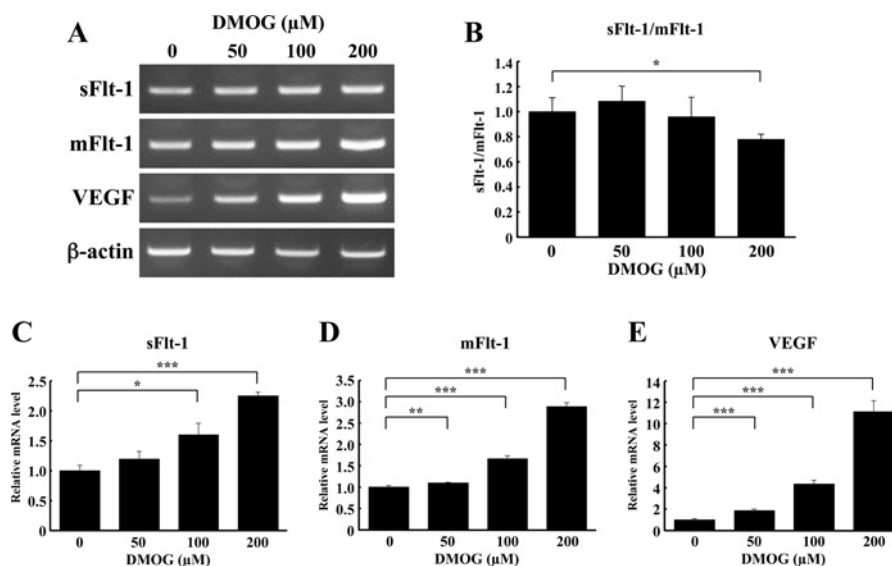 A
DMOG (µM)
0 50 100 200
sFlt-1
mFlt-1
VEGF
β-actin
B
sFlt-1/mFlt-1
*
sFlt-1/mFlt-1
1.4
1.2
1.0
0.8
0.6
0.4
0.2
0
0 50 100 200
DMOG (µM)
C
sFlt-1
***
*
Relative mRNA level
2.5
2.0
1.5
1.0
0.5
0
0 50 100 200
DMOG (µM)
D
mFlt-1
***
***
**
Relative mRNA level
3.5
3.0
2.5
2.0
1.5
1.0
0.5
0
0 50 100 200
DMOG (µM)
E
VEGF
***
***
***
Relative mRNA level
14
12
10
8
6
4
2
0
0 50 100 200
DMOG (µM)